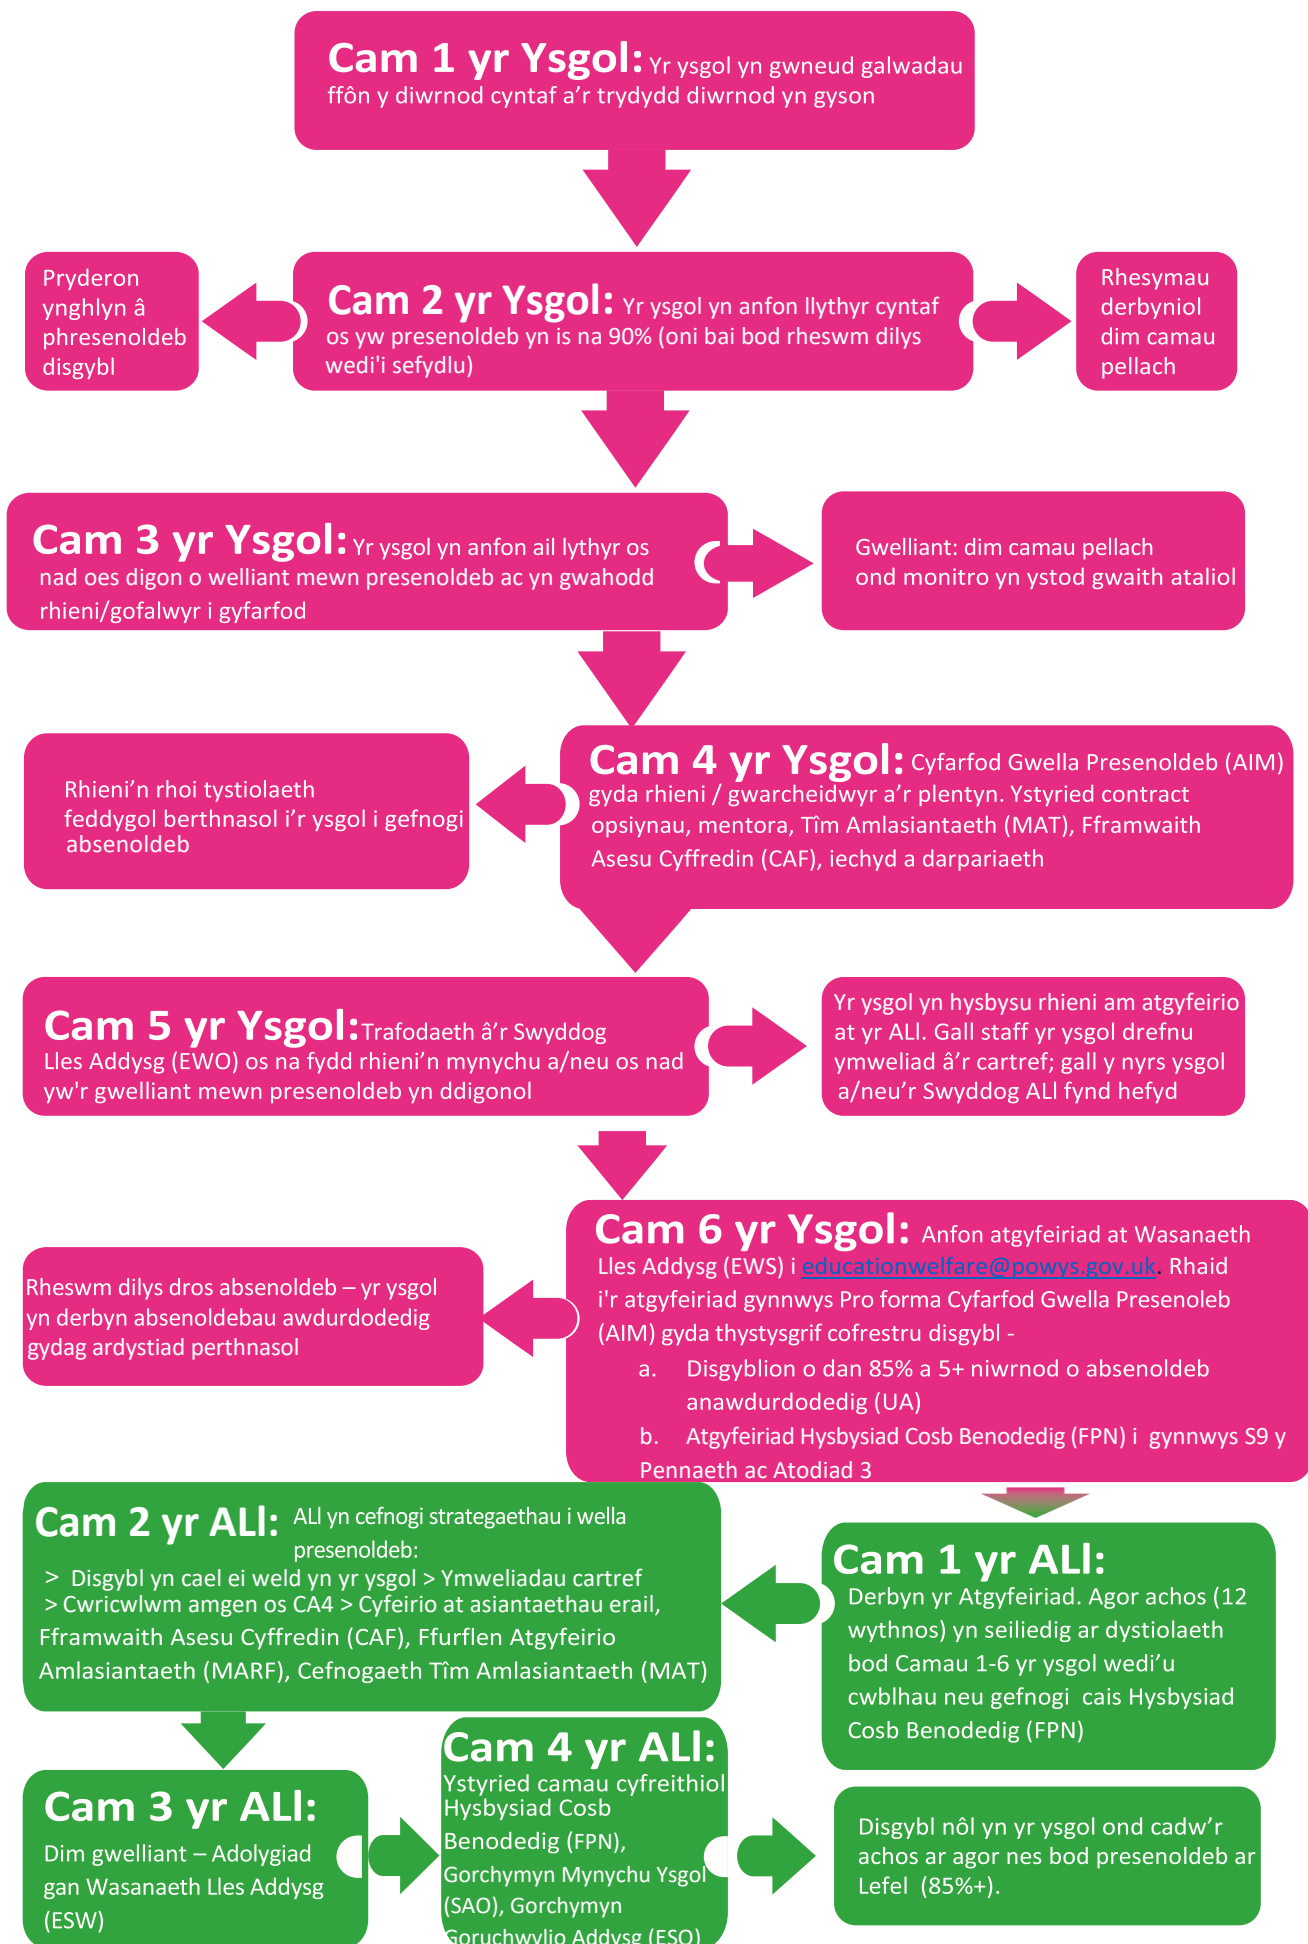 Cam 1 yr Ysgol: Yr ysgol yn gwneud galwadau
ffôn y diwrnod cyntaf a'r trydydd diwrnod yn gyson
Pryderon
ynghlyn â
phresenoldeb
disgybl
Cam 2 yr Ysgol: Yr ysgol yn anfon llythyr cyntaf
os yw presenoldeb yn is na 90% (oni bai bod rheswm dilys
wedi'i sefydlu)
Rhesymau
derbyniol
dim camau
pellach
Cam 3 yr Ysgol: Yr ysgol yn anfon ail lythyr os
nad oes digon o welliant mewn presenoldeb ac yn gwahodd
rhieni/gofalwyr i gyfarfod
Gwelliant: dim camau pellach
ond monitro yn ystod gwaith ataliol
Rhieni'n rhoi tystiolaeth
feddygol berthnasol i'r ysgol i gefnogi
absenoldeb
Cam 4 yr Ysgol: Cyfarfod Gwella Presenoldeb (AIM)
gyda rhieni / gwarcheidwyr a'r plentyn. Ystyried contract
opsiynau, mentora, Tîm Amlasiantaeth (MAT), Fframwaith
Asesu Cyffredin (CAF), iechyd a darpariaeth
Cam 5 yr Ysgol: Trafodaeth â'r Swyddog
Lles Addysg (EWO) os na fydd rhieni'n mynychu a/neu os nad
yw'r gwelliant mewn presenoldeb yn ddigonol
Yr ysgol yn hysbysu rhieni am atgyfeirio
at yr ALl. Gall staff yr ysgol drefnu
ymweliad â'r cartref; gall y nyrs ysgol
a/neu'r Swyddog ALl fynd hefyd
Rheswm dilys dros absenoldeb – yr ysgol
yn derbyn absenoldebau awdurdodedig
gydag ardystiad perthnasol
Cam 6 yr Ysgol: Anfon atgyfeiriad at Wasanaeth
Lles Addysg (EWS) i educationwelfare@powys.gov.uk. Rhaid
i'r atgyfeiriad gynnwys Pro forma Cyfarfod Gwella Presenoleb
(AIM) gyda thystysgrif cofrestru disgybl -
a. Disgyblion o dan 85% a 5+ niwrnod o absenoldeb
anawdurdodedig (UA)
b. Atgyfeiriad Hysbysiad Cosb Benodedig (FPN) i gynnwys S9 y
Pennaeth ac Atodiad 3
Cam 1 yr ALl:
Derbyn yr Atgyfeiriad. Agor achos (12
wythnos) yn seiliedig ar dystiolaeth
bod Camau 1-6 yr ysgol wedi'u
cwblhau neu gefnogi cais Hysbysiad
Cosb Benodedig (FPN)
Cam 2 yr ALl: ALl yn cefnogi strategaethau i wella
presenoldeb:
> Disgybl yn cael ei weld yn yr ysgol > Ymweliadau cartref
> Cwricwlwm amgen os CA4 > Cyfeirio at asiantaethau erail,
Fframwaith Asesu Cyffredin (CAF), Ffurflen Atgyfeirio
Amlasiantaeth (MARF), Cefnogaeth Tîm Amlasiantaeth (MAT)
Cam 3 yr ALl:
Dim gwelliant – Adolygiad
gan Wasanaeth Lles Addysg
(ESW)
Cam 4 yr ALl:
Ystyried camau cyfreithiol
Hysbysiad Cosb
Benodedig (FPN),
Gorchymyn Mynychu Ysgol
(SAO), Gorchymyn
Goruchwylio Addysg (ESO)
Disgybl nôl yn yr ysgol ond cadw'r
achos ar agor nes bod presenoldeb ar
Lefel (85%+).